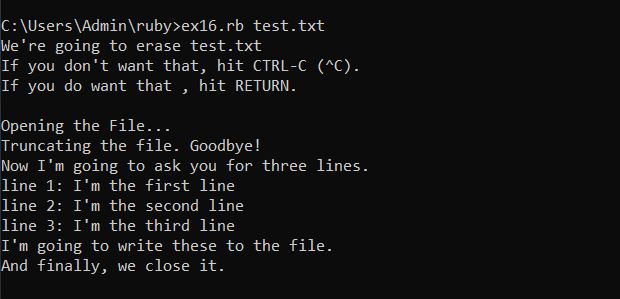 C:\Users\Admin\ruby>ex16.rb test.txt
We're going to erase test.txt
If you don't want that, hit CTRL-C (^C).
If you do want that , hit RETURN.
Opening the File...
Truncating the file. Goodbye!
Now I'm going to ask you for three lines.
line 1: I'm the first line
line 2: I'm the second line
line 3: I'm the third line
I'm going to write these to the file.
And finally, we close it.